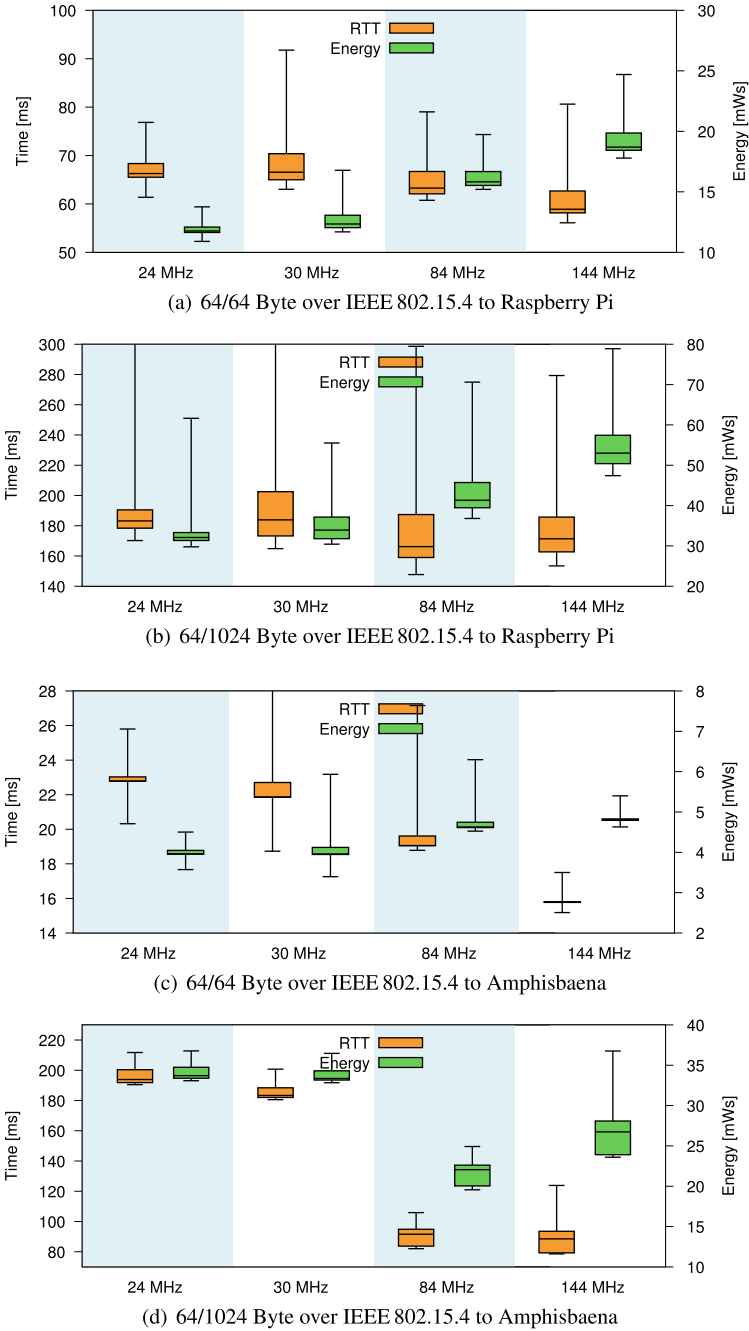 100
90
80
70
60
50
Time [ms]
RTT
Energy
30
25
20
15
10
Energy [mWs]
24 MHz 30 MHz 84 MHz 144 MHz
(a) 64/64 Byte over IEEE 802.15.4 to Raspberry Pi
300
280
260
240
220
200
180
160
140
Time [ms]
RTT
Energy
80
70
60
50
40
30
20
Energy [mWs]
24 MHz 30 MHz 84 MHz 144 MHz
(b) 64/1024 Byte over IEEE 802.15.4 to Raspberry Pi
28
26
24
22
20
18
16
14
Time [ms]
RTT
Energy
8
7
6
5
4
3
2
Energy [mWs]
24 MHz 30 MHz 84 MHz 144 MHz
(c) 64/64 Byte over IEEE 802.15.4 to Amphisbaena
220
200
180
160
140
120
100
80
Time [ms]
RTT
Energy
40
35
30
25
20
15
10
Energy [mWs]
24 MHz 30 MHz 84 MHz 144 MHz
(d) 64/1024 Byte over IEEE 802.15.4 to Amphisbaena